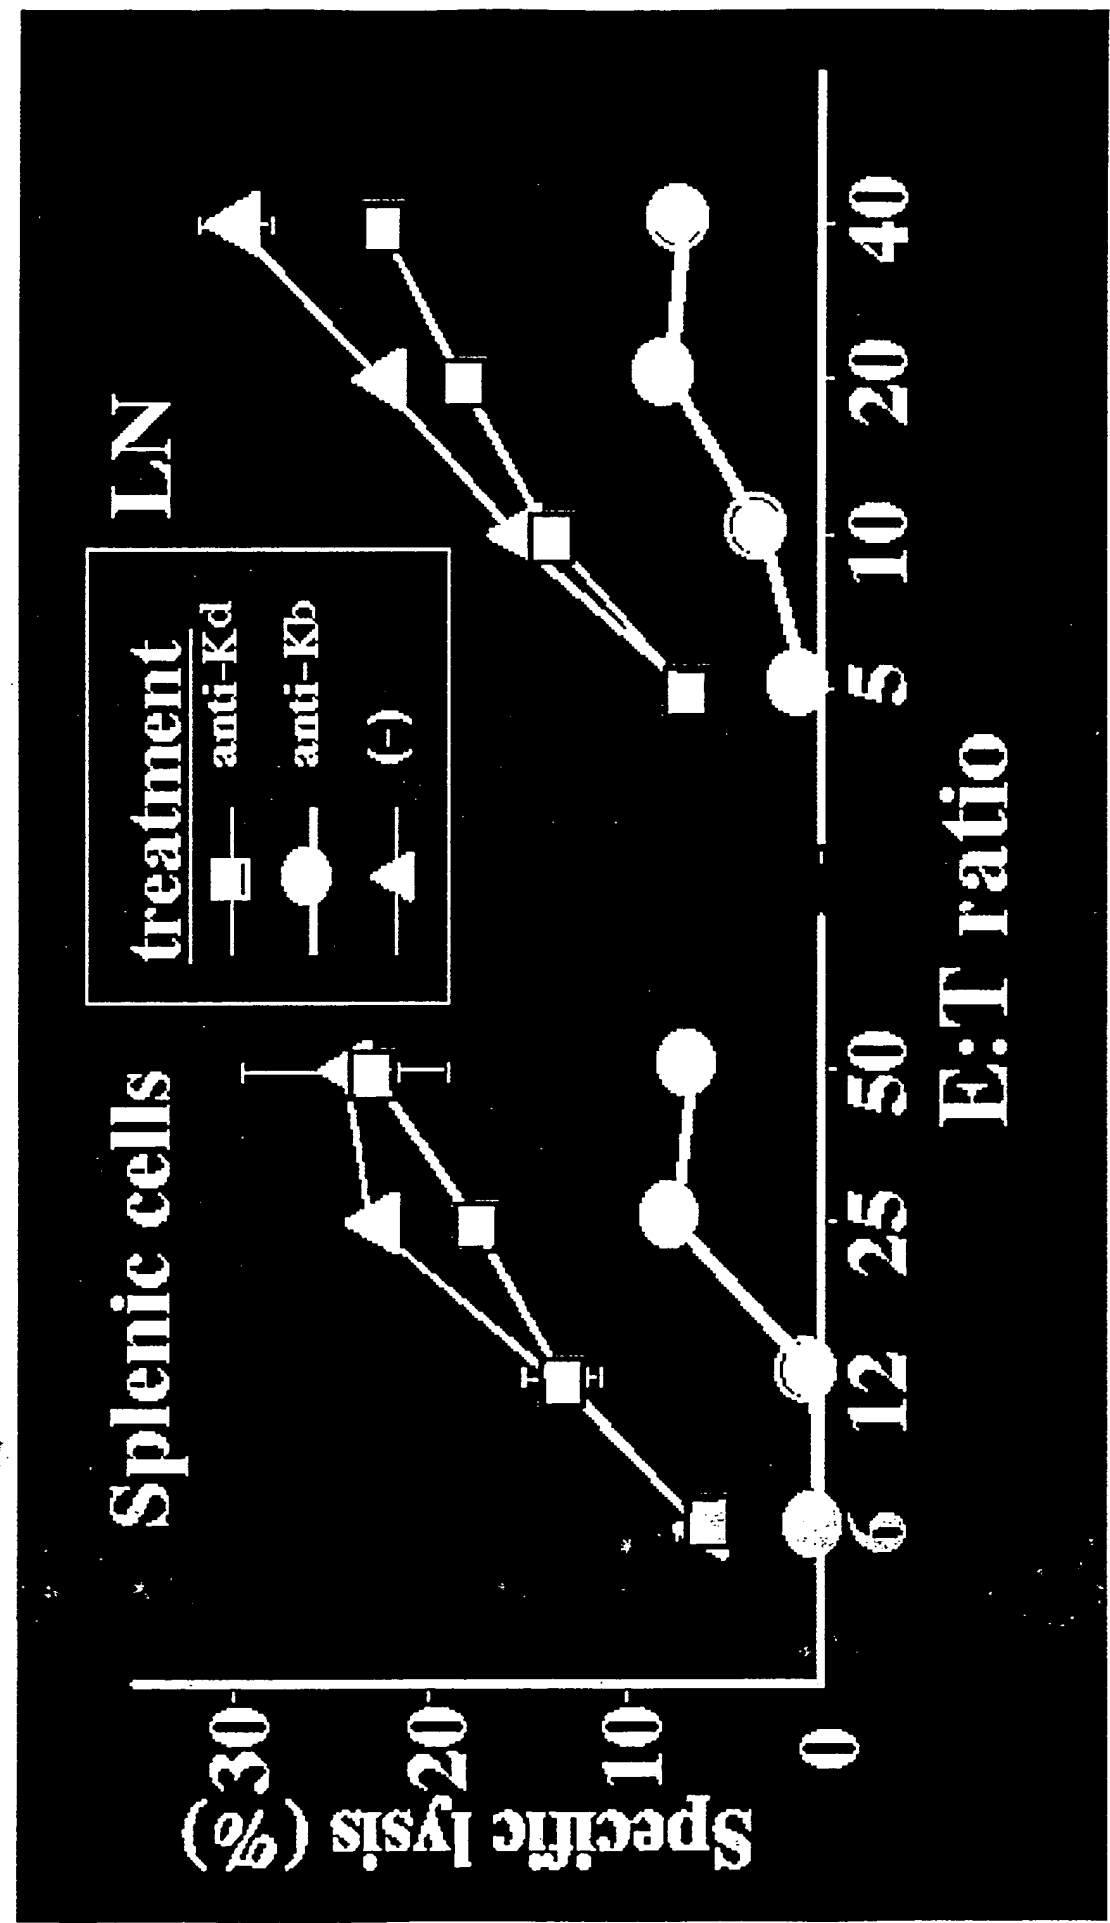 Splenic cells
LN
treatment
anti-Kd
anti-Kb
(-)
Specific lysis (%)
30
20
10
0
6
12
25
50
5
10
20
40
E:T ratio